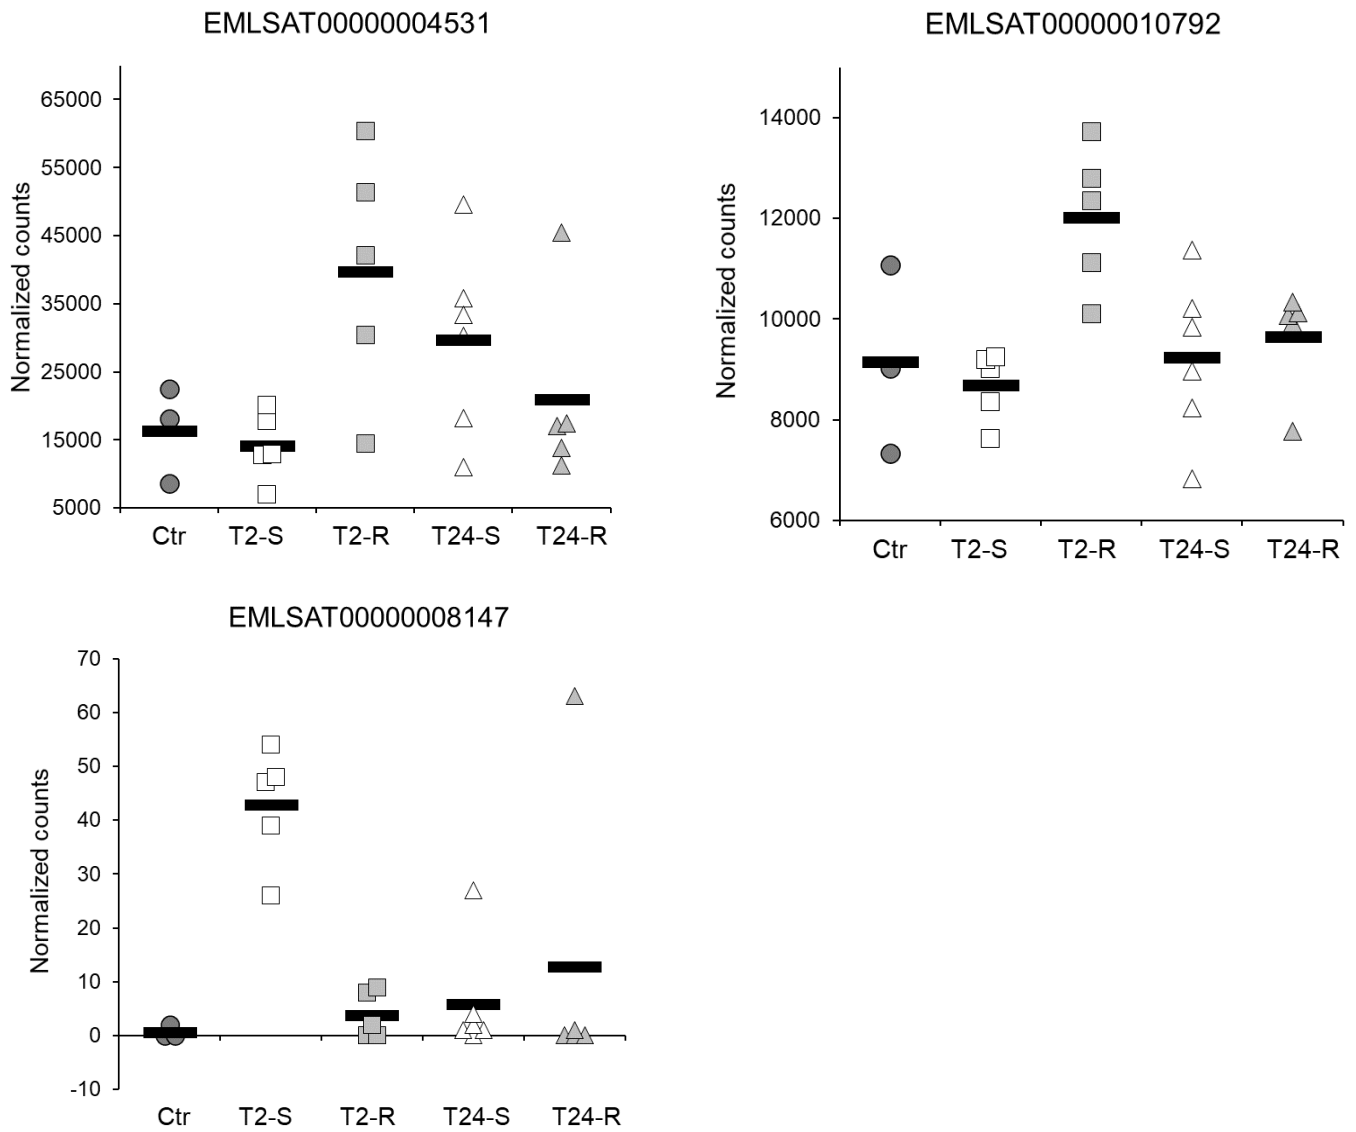 EMLSAT00000004531
Normalized counts
65000
55000
45000
35000
25000
15000
5000
Ctr T2-S T2-R T24-S T24-R
EMLSAT00000010792
Normalized counts
14000
12000
10000
8000
6000
Ctr T2-S T2-R T24-S T24-R
EMLSAT00000008147
Normalized counts
70
60
50
40
30
20
10
0
-10
Ctr T2-S T2-R T24-S T24-R